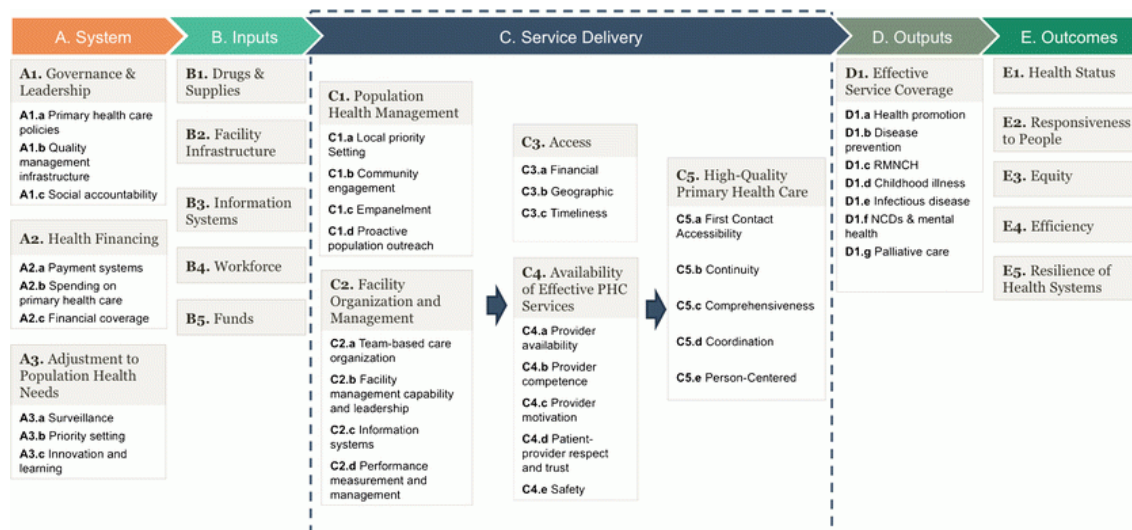 A. System
B. Inputs
C. Service Delivery
D. Outputs
E. Outcomes
A1. Governance &
Leadership
A1.a Primary health care
policies
A1.b Quality
management
infrastructure
A1.c Social accountability
A2. Health Financing
A2.a Payment systems
A2.b Spending on
primary health care
A2.c Financial coverage
A3. Adjustment to
Population Health
Needs
A3.a Surveillance
A3.b Priority setting
A3.c Innovation and
learning
B1. Drugs &
Supplies
B2. Facility
Infrastructure
B3. Information
Systems
B4. Workforce
B5. Funds
C1. Population
Health Management
C1.a Local priority
Setting
C1.b Community
engagement
C1.c Empanelment
C1.d Proactive
population outreach
C2. Facility
Organization and
Management
C2.a Team-based care
organization
C2.b Facility
management capability
and leadership
C2.c Information
systems
C2.d Performance
measurement and
management
C3. Access
C3.a Financial
C3.b Geographic
C3.c Timeliness
C4. Availability
of Effective PHC
Services
C4.a Provider
availability
C4.b Provider
competence
C4.c Provider
motivation
C4.d Patient-
provider respect
and trust
C4.e Safety
C5. High-Quality
Primary Health Care
C5.a First Contact
Accessibility
C5.b Continuity
C5.c Comprehensiveness
C5.d Coordination
C5.e Person-Centered
D1. Effective
Service Coverage
D1.a Health promotion
D1.b Disease
prevention
D1.c RMNCH
D1.d Childhood illness
D1.e Infectious disease
D1.f NCDs & mental
health
D1.g Palliative care
E1. Health Status
E2. Responsiveness
to People
E3. Equity
E4. Efficiency
E5. Resilience of
Health Systems